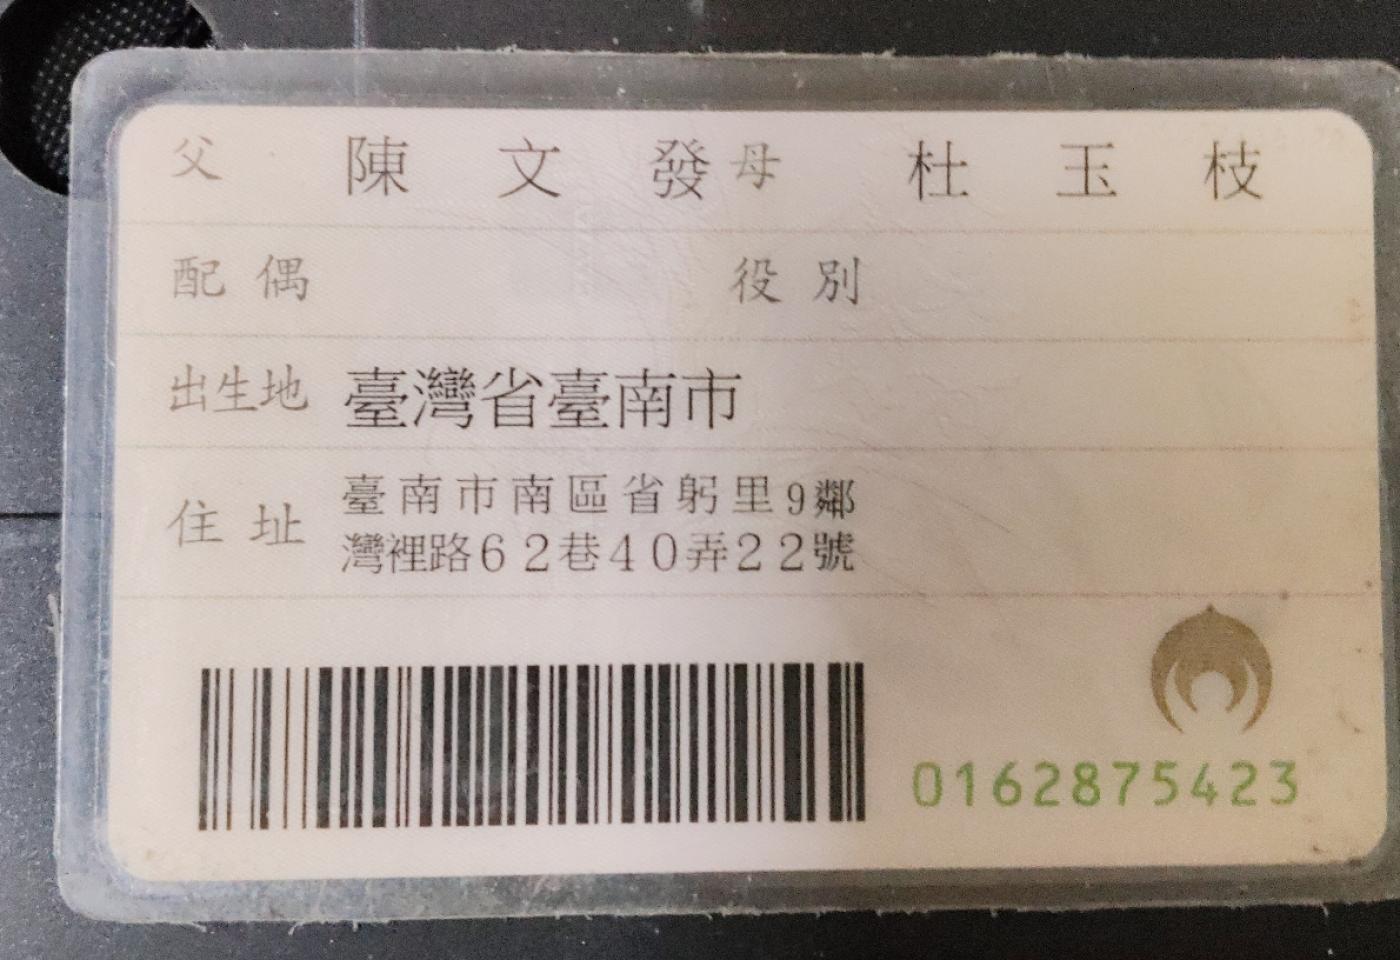 父 陳文發 母 杜玉枝
配偶 役別
出生地 臺灣省臺南市
住址 臺南市南區省躬里9鄰
灣裡路62巷40弄22號
0162875423